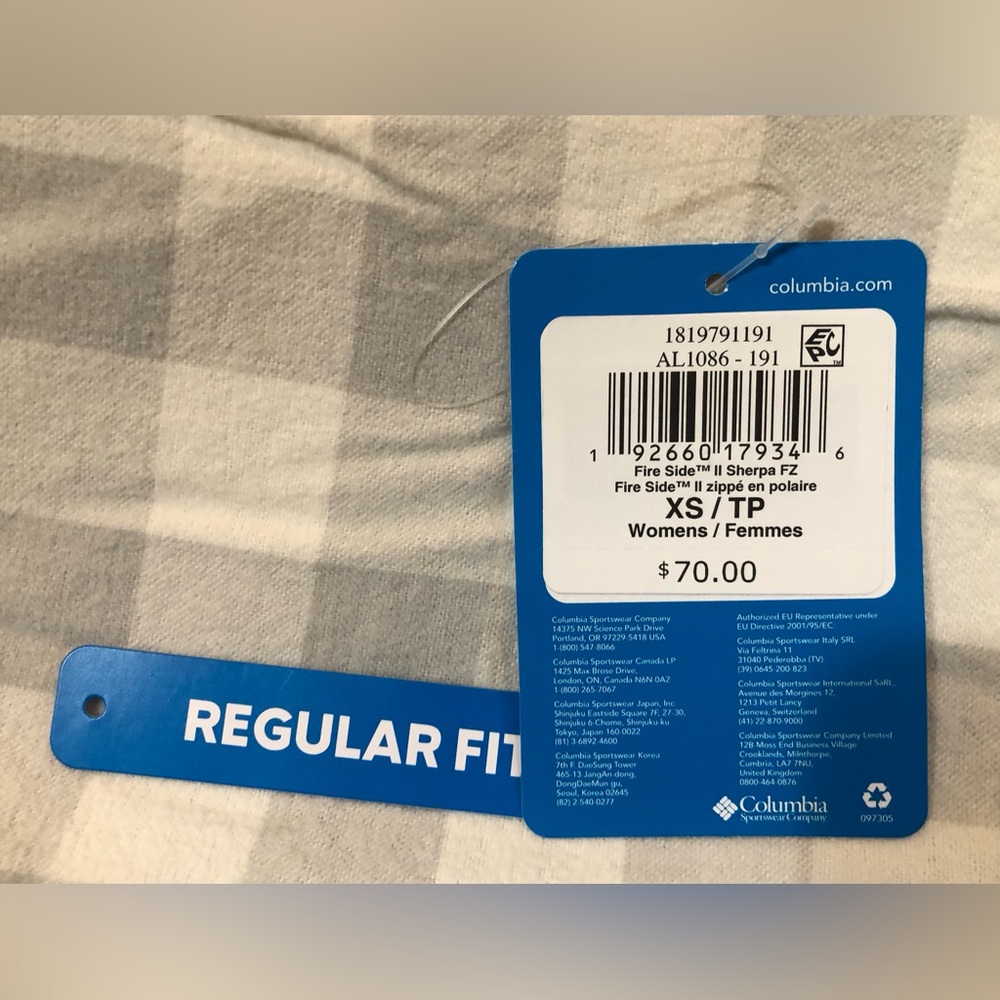 columbia.com
1819791191
AL1086 - 191
EPC TM
1 92660 17934 6
Fire Side™ II Sherpa FZ
Fire Side™ II zippé en polaire
XS / TP
Womens / Femmes
$70.00
Columbia Sportswear Company
14375 NW Science Park Drive
Portland, OR 97229-5418 USA
1-(800) 547-8066
Columbia Sportswear Canada LP
1425 Max Brose Drive,
London, ON, Canada N6N 0A2
1-(800) 265-7067
Columbia Sportswear Japan, Inc
Shinjuku Eastside Square 7F, 27-30,
Shinjuku 6-Chome, Shinjuku-ku
Tokyo, Japan 160-0022
(81) 3-6892-4600
Columbia Sportswear Korea
7th F. DaeSung Tower
465-13 JangAn-dong,
DongDaeMun-gu,
Seoul, Korea 02645
(82) 2-540-0277
Authorized EU Representative under
EU Directive 2001/95/EC:
Columbia Sportswear Italy SRL
Via Feltrina 11
31040 Pederobba (TV)
(39) 0645 200 823
Columbia Sportswear International SaRL,
Avenue des Morgines 12,
1213 Petit Lancy
Geneva, Switzerland
(41) 22 870-9000
Columbia Sportswear Company Limited
12B Moss End Business Village
Crooklands, Milnthorpe,
Cumbria, LA7 7NU,
United Kingdom
0800 464 0876
Columbia
Sportswear Company
097305
REGULAR FIT